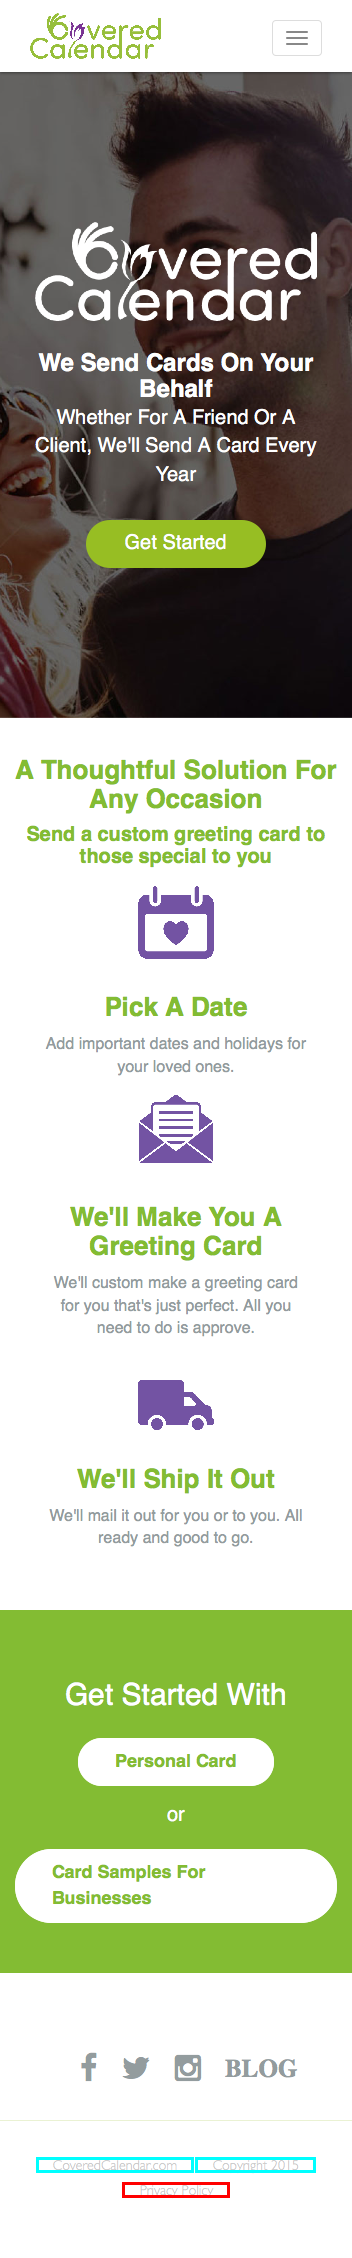 Covered
Calendar
Covered
Calendar
We Send Cards On Your
Behalf
Whether For A Friend Or A
Client, We'll Send A Card Every
Year
Get Started
A Thoughtful Solution For
Any Occasion
Send a custom greeting card to
those special to you
Pick A Date
Add important dates and holidays for
your loved ones.
We'll Make You A
Greeting Card
We'll custom make a greeting card
for you that's just perfect. All you
need to do is approve.
We'll Ship It Out
We'll mail it out for you or to you. All
ready and good to go.
Get Started With
Personal Card
or
Card Samples For
Businesses
BLOG
CoveredCalendar.com Copyright 2015
Privacy Policy